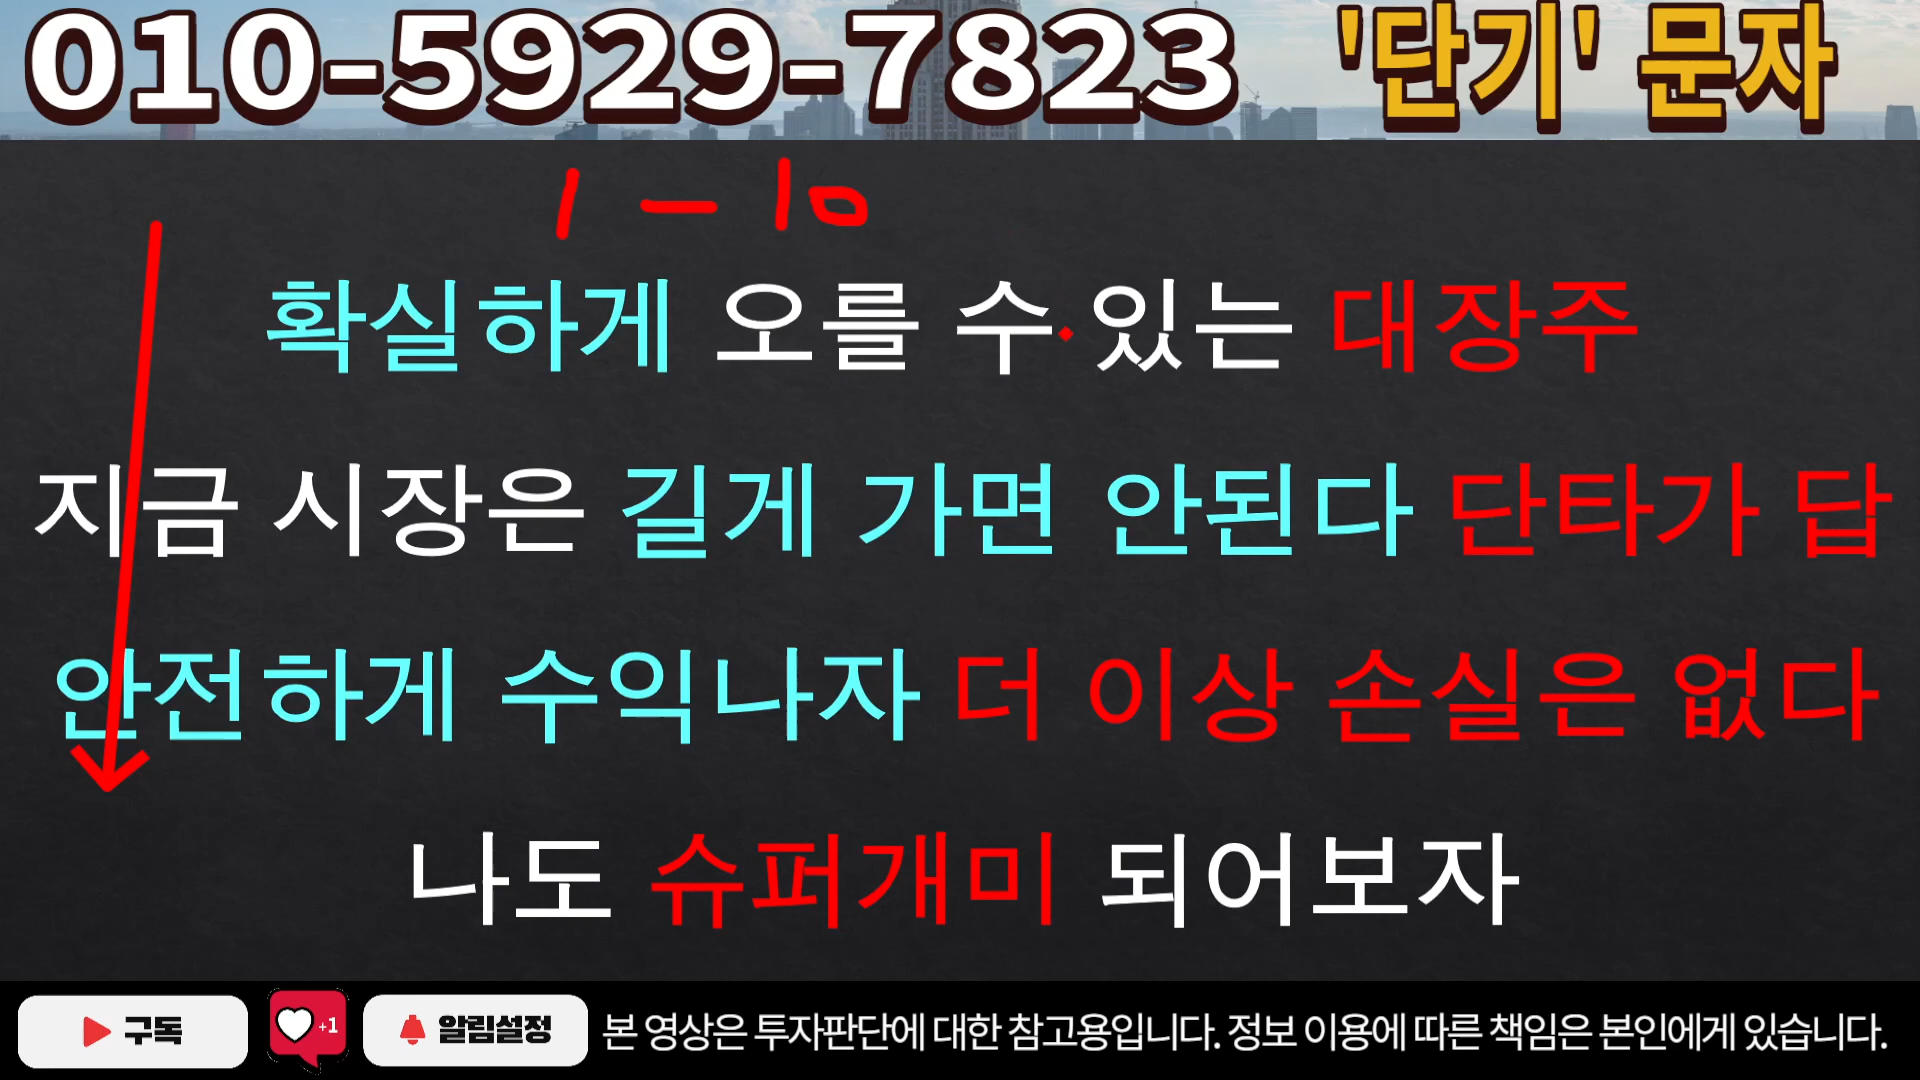 010-5929-7823 '단기' 문자
1 - 10
확실하게 오를 수 있는 대장주
지금 시장은 길게 가면 안된다 단타가 답
안전하게 수익나자 더 이상 손실은 없다
나도 슈퍼개미 되어보자
구독 +1 알림설정 본 영상은 투자판단에 대한 참고용입니다. 정보 이용에 따른 책임은 본인에게 있습니다.